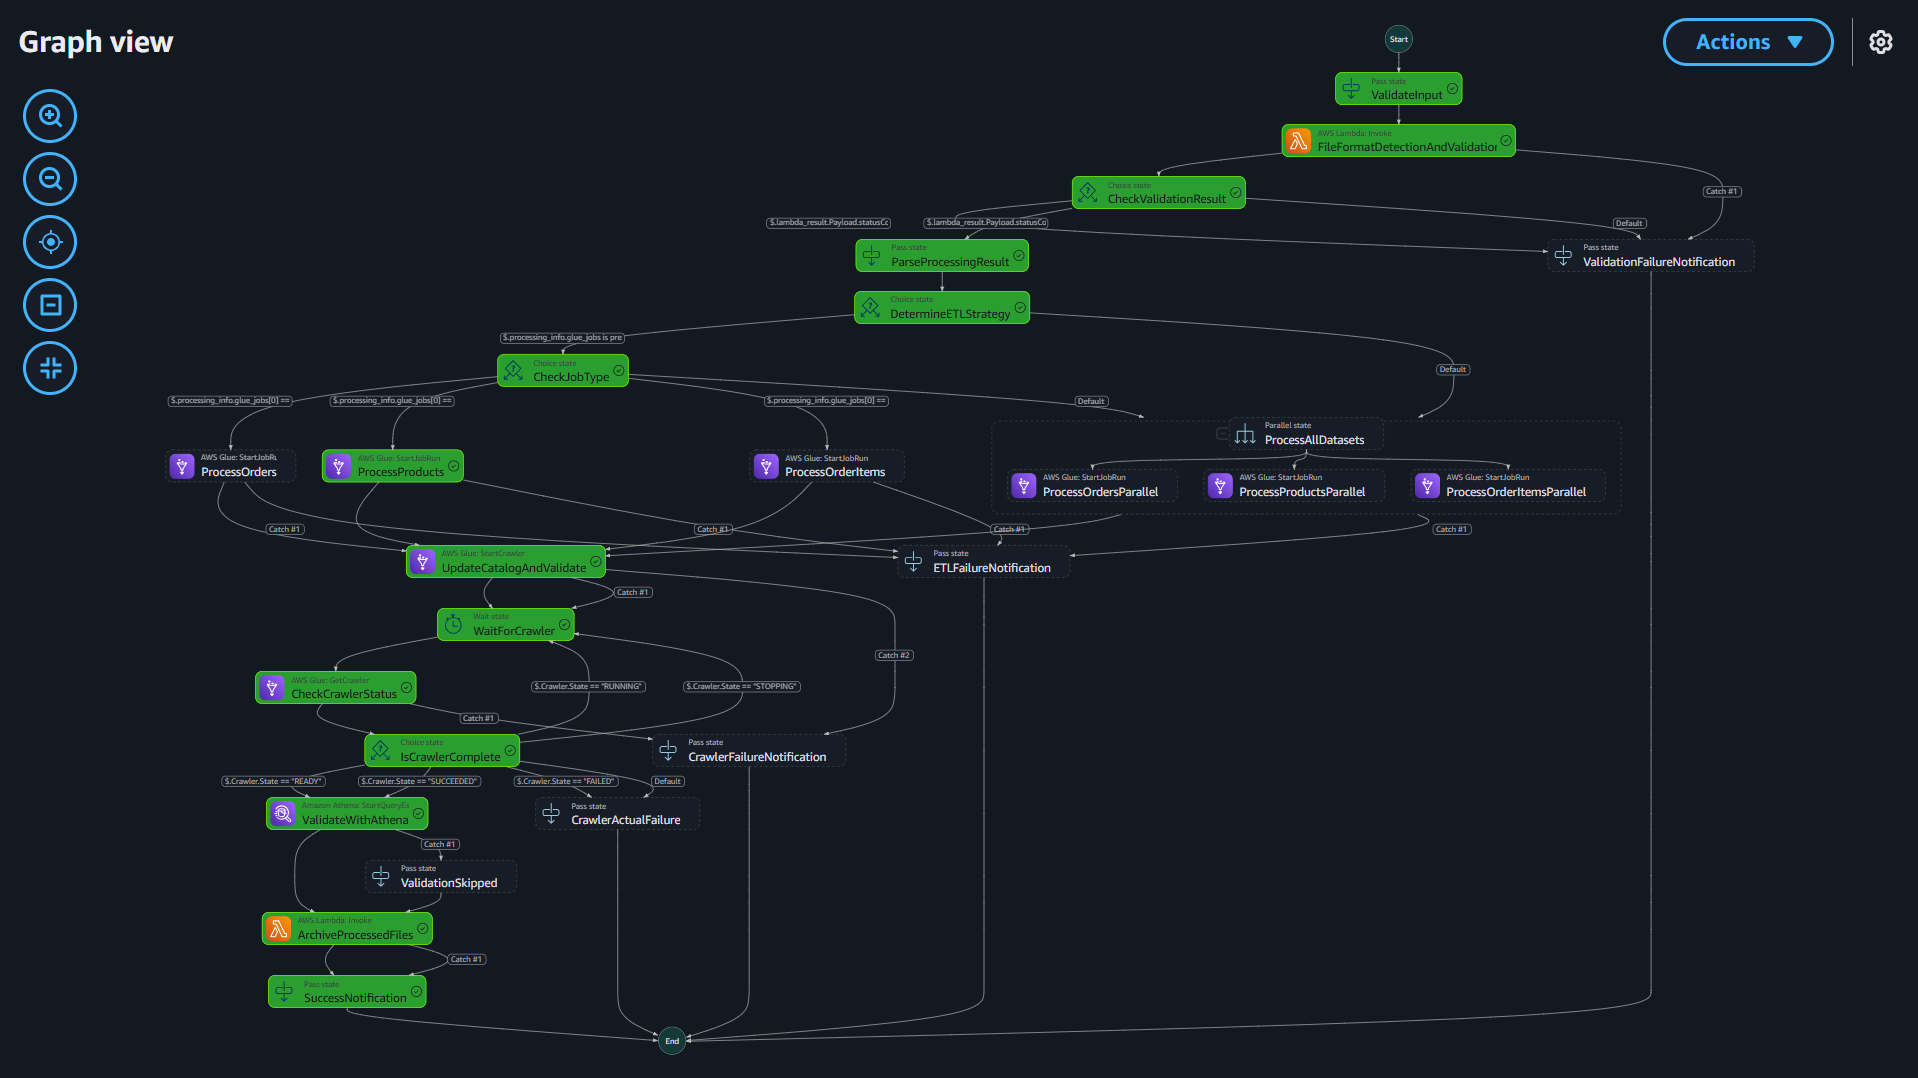 Graph view
Actions
Start
Pass state
ValidateInput
AWS Lambda: Invoke
FileFormatDetectionAndValidation
Choice state
CheckValidationResult
Catch #1
$.lambda_result.Payload.statusCo
$.lambda_result.Payload.statusCo
Default
Pass state
ParseProcessingResult
Pass state
ValidationFailureNotification
Choice state
DetermineETLStrategy
$.processing_info.glue_jobs is pre
Choice state
CheckJobType
Default
$.processing_info.glue_jobs[0] ==
$.processing_info.glue_jobs[0] ==
$.processing_info.glue_jobs[0] ==
Default
Parallel state
ProcessAllDatasets
AWS Glue: StartJobRu
ProcessOrders
AWS Glue: StartJobRun
ProcessProducts
AWS Glue: StartJobRun
ProcessOrderItems
AWS Glue: StartJobRun
ProcessOrdersParallel
AWS Glue: StartJobRun
ProcessProductsParallel
AWS Glue: StartJobRun
ProcessOrderItemsParallel
Catch #1
Catch #1
Catch #1
Catch #1
AWS Glue: StartCrawler
UpdateCatalogAndValidate
Pass state
ETLFailureNotification
Catch #1
Wait state
WaitForCrawler
Catch #2
AWS Glue: GetCrawler
CheckCrawlerStatus
$.Crawler.State == "RUNNING"
$.Crawler.State == "STOPPING"
Catch #1
Choice state
IsCrawlerComplete
Pass state
CrawlerFailureNotification
$.Crawler.State == "READY"
$.Crawler.State == "SUCCEEDED"
$.Crawler.State == "FAILED"
Default
Amazon Athena: StartQueryEx
ValidateWithAthena
Pass state
CrawlerActualFailure
Catch #1
Pass state
ValidationSkipped
AWS Lambda: Invoke
ArchiveProcessedFiles
Catch #1
Pass state
SuccessNotification
End